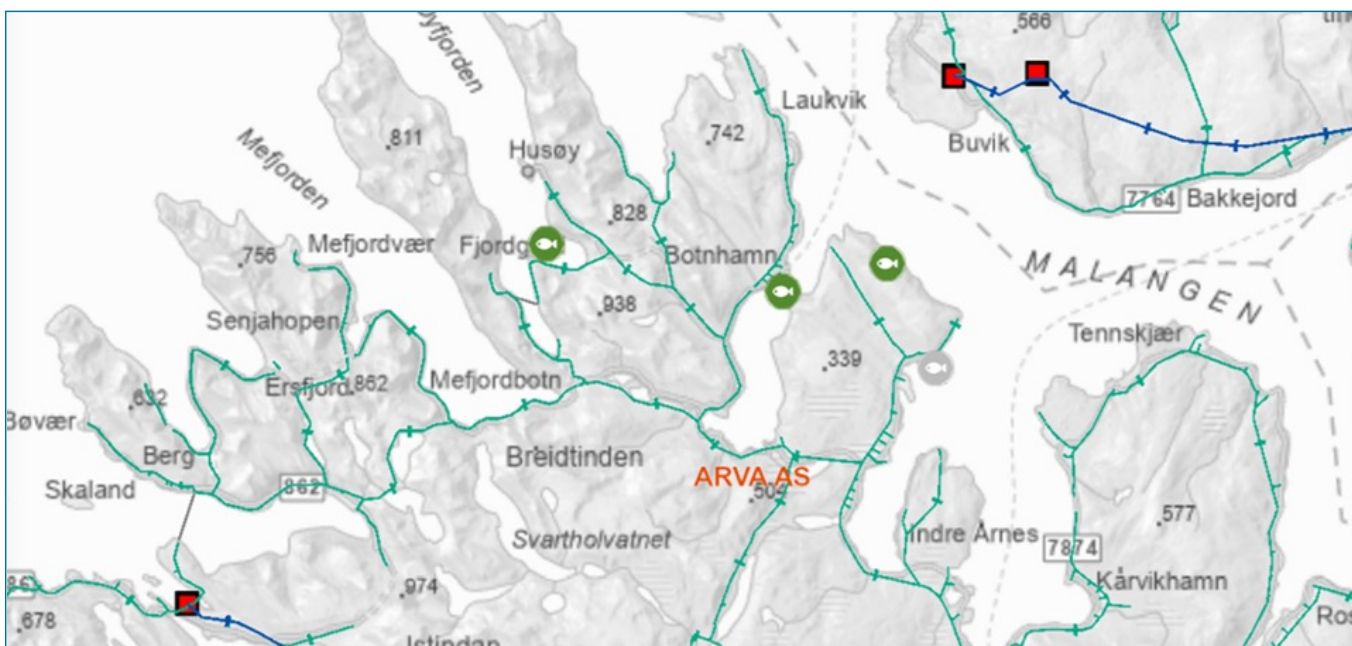 566
Laukvik
742
811
Husøy
Buvik
7764
Bakkejord
Mefjorden
828
Mefjordvær
Botnhamn
756
MALANGEN
938
Senjahopen
Tennskjær
339
Ersfjord
862
Mefjordbotn
632
Bøvær
Berg
Breidtinden
ARVA AS
862
504
Skaland
577
Svartholvatnet
Indre Årnes
7874
Kårvikhamn
974
678